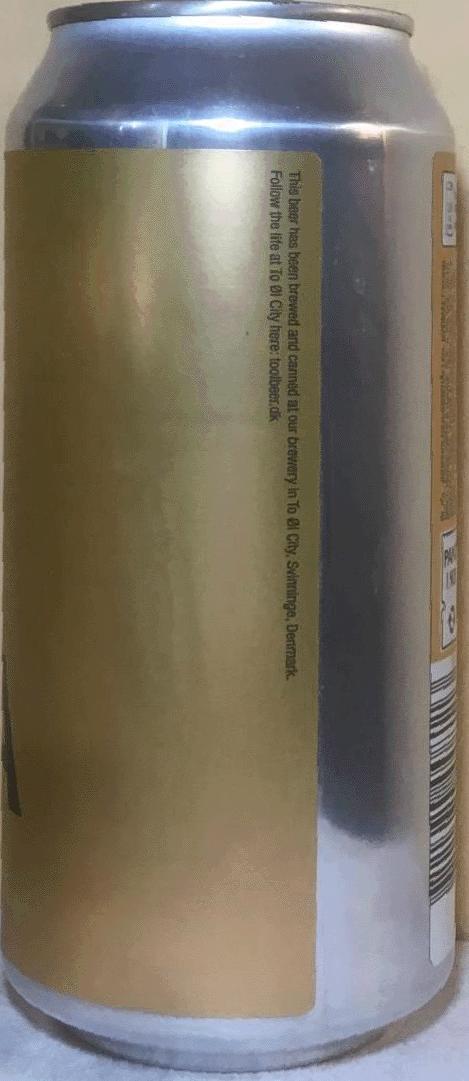 This beer has been brewed and canned at our brewery in To Øl City, Svinninge, Denmark.
Follow the life at To Øl City here: toolbeer.dk